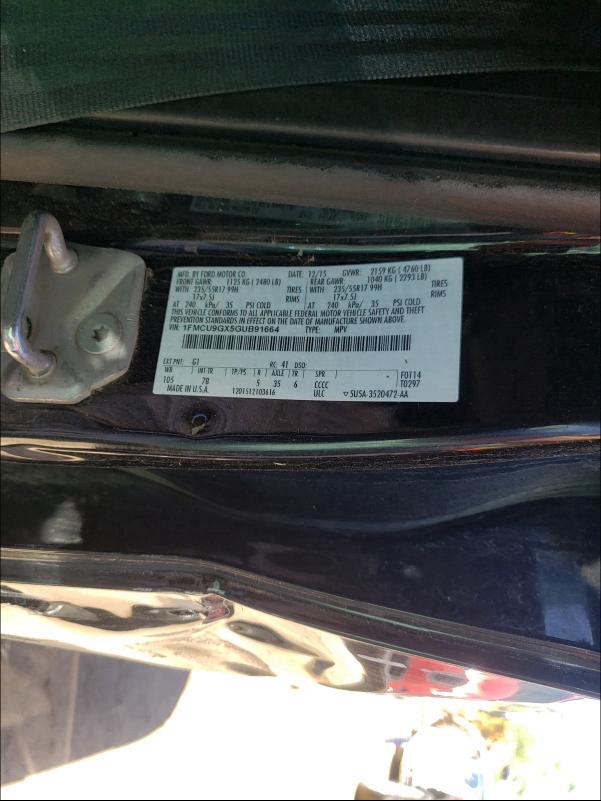 MFD. BY FORD MOTOR CO. DATE: 12/15 GVWR: 2159 KG ( 4760 LB)
FRONT GAWR: 1125 KG ( 2480 LB) REAR GAWR: 1040 KG ( 2293 LB)
WITH 235/55R17 99H TIRES WITH 235/55R17 99H TIRES
17x7.5J RIMS 17x7.5J RIMS
AT 240 kPa/ 35 PSI COLD AT 240 kPa/ 35 PSI COLD
THIS VEHICLE CONFORMS TO ALL APPLICABLE FEDERAL MOTOR VEHICLE SAFETY AND THEFT
PREVENTION STANDARDS IN EFFECT ON THE DATE OF MANUFACTURE SHOWN ABOVE.
VIN: 1FMCU9GX5GUB91664 TYPE: MPV
EXT PNT: G1 RC: 41 DSO:
WB INT TR TP/PS R AXLE TR SPR F0T14
105 7B 5 35 6 CCCC T0297
MADE IN U.S.A. 1201512103616 ULC ▽5U5A-3520472-AA